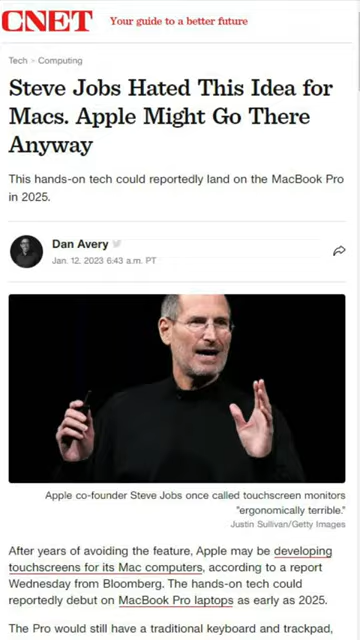 CNET Your guide to a better future
Tech > Computing
Steve Jobs Hated This Idea for
Macs. Apple Might Go There
Anyway
This hands-on tech could reportedly land on the MacBook Pro
in 2025.
Dan Avery
Jan. 12, 2023 6:43 a.m. PT
Apple co-founder Steve Jobs once called touchscreen monitors
"ergonomically terrible."
Justin Sullivan/Getty Images
After years of avoiding the feature, Apple may be developing
touchscreens for its Mac computers, according to a report
Wednesday from Bloomberg. The hands-on tech could
reportedly debut on MacBook Pro laptops as early as 2025.
The Pro would still have a traditional keyboard and trackpad,